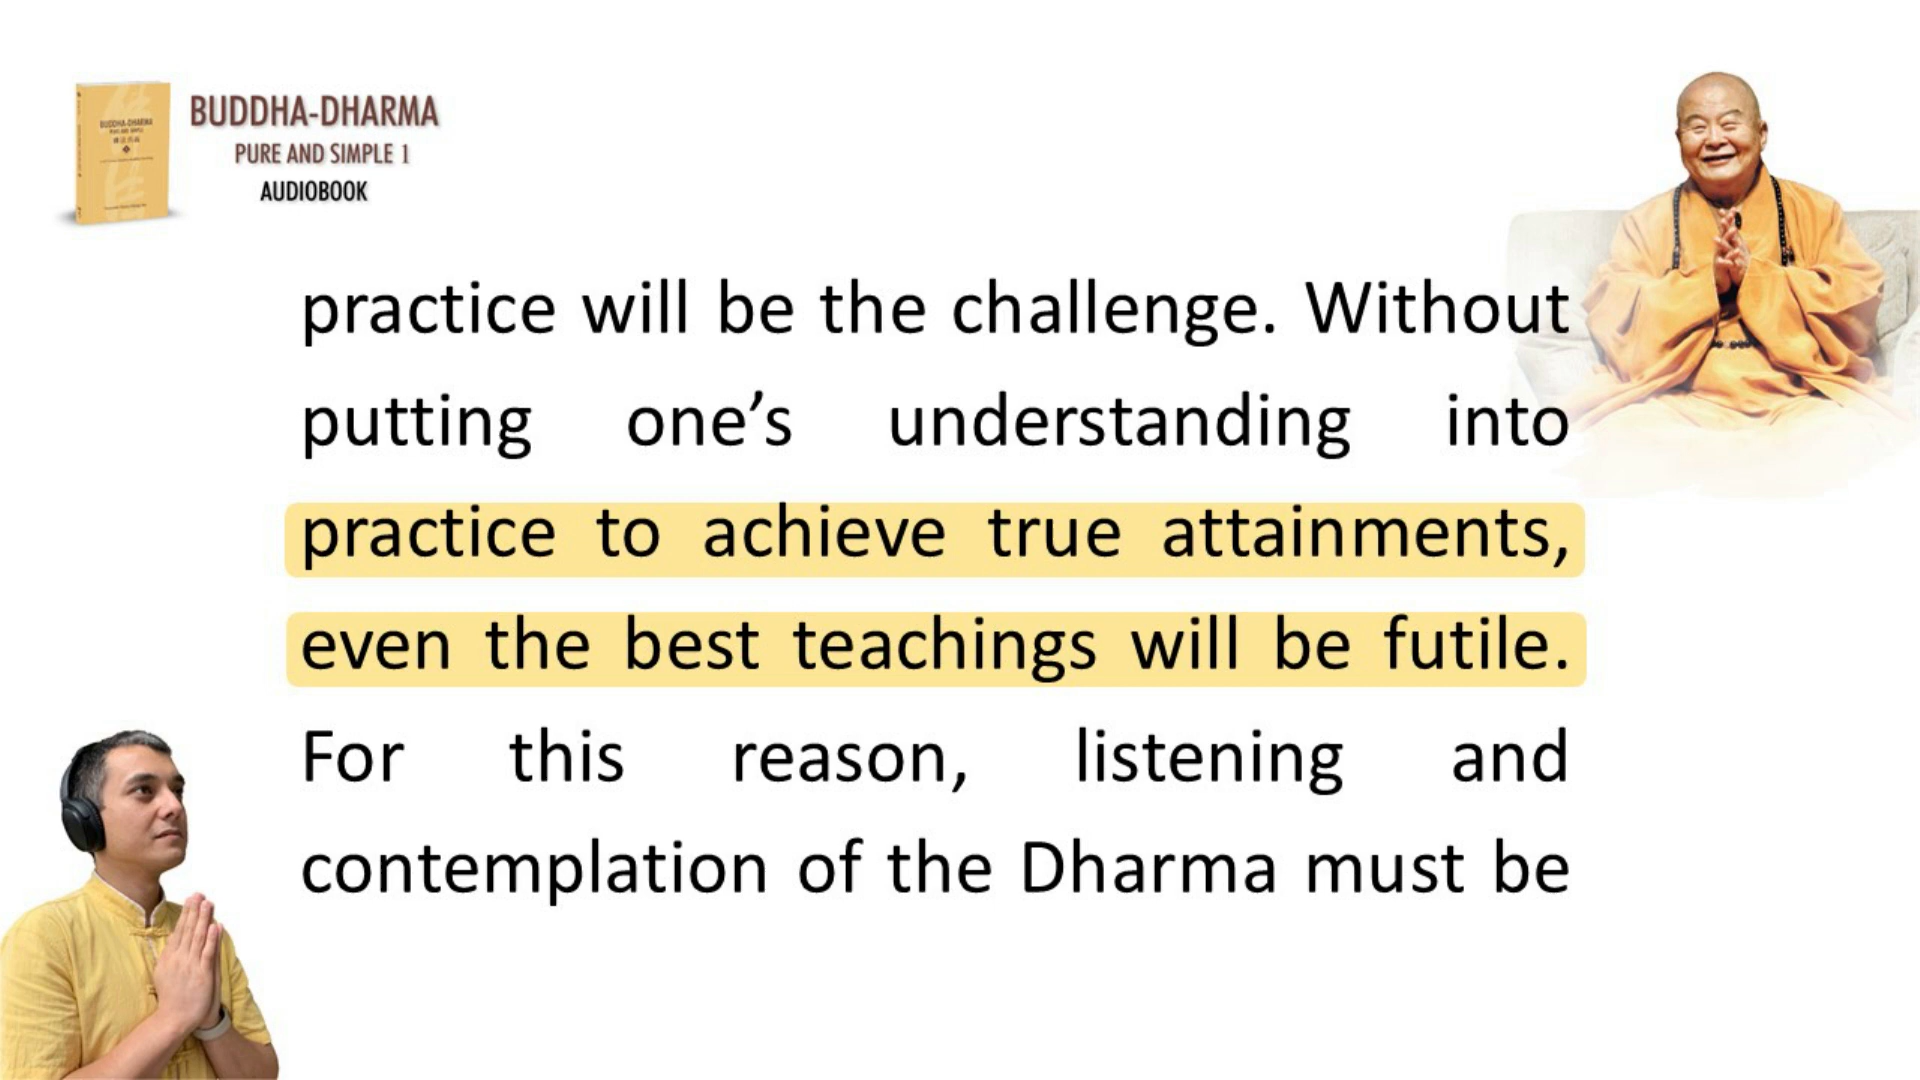 BUDDHA-DHARMA
PURE AND SIMPLE 1
AUDIOBOOK
BUDDHA-DHARMA
practice will be the challenge. Without
putting one’s understanding into
practice to achieve true attainments,
even the best teachings will be futile.
For this reason, listening and
contemplation of the Dharma must be